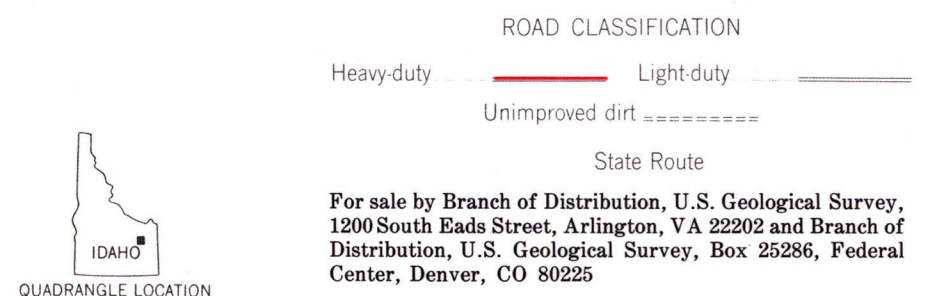 ROAD CLASSIFICATION
Heavy-duty Light-duty
Unimproved dirt
State Route
For sale by Branch of Distribution, U.S. Geological Survey,
1200 South Eads Street, Arlington, VA 22202 and Branch of
Distribution, U.S. Geological Survey, Box 25286, Federal
Center, Denver, CO 80225
IDAHO
QUADRANGLE LOCATION